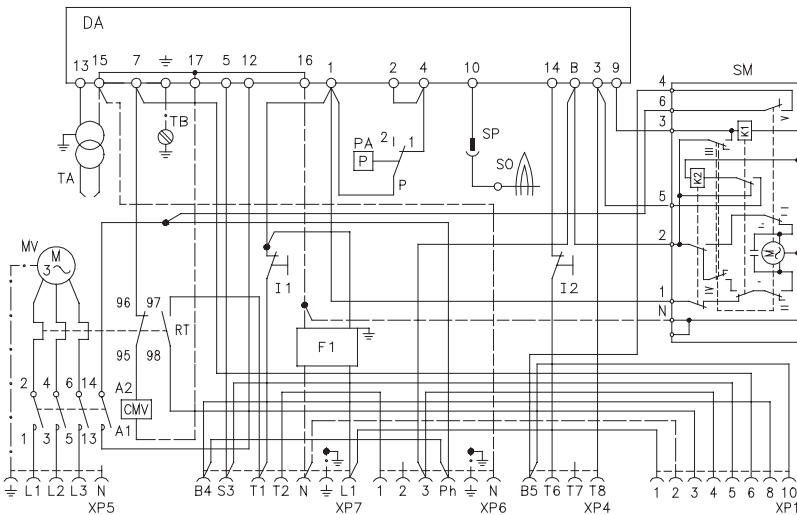 DA
13 15 7 17 5 12 16 1 2 4 10 14 B 3 9
SM
4
6
3
5
2
1
N
V
K1
III
K2
II
I
M
IV
I
III
TB
TA
PA
P
2 1
P
SP
SO
MV
M
3
96 97
RT
95 98
I1
I2
F1
2 4 6 14
A2
CMV
A1
1 3 5 13
L1 L2 L3 N
XP5
B4 S3 T1 T2 N L1
XP7
1 2 3 Ph N
XP6
B5 T6 T7 T8
XP4
1 2 3 4 5 6 8 10
XP1